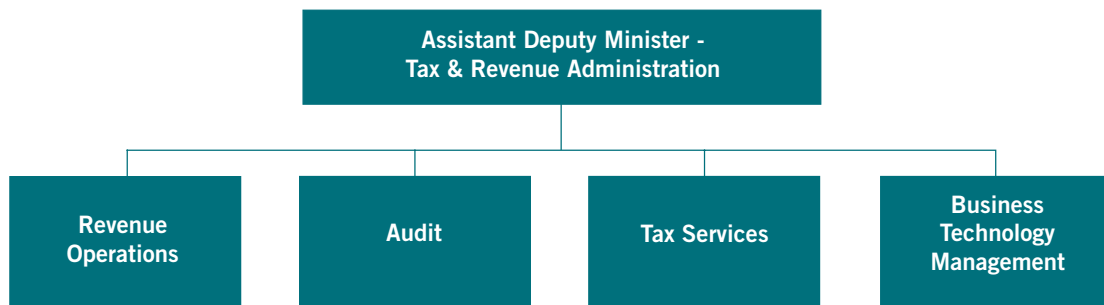 Assistant Deputy Minister -
Tax & Revenue Administration
Revenue
Operations
Audit
Tax Services
Business
Technology
Management